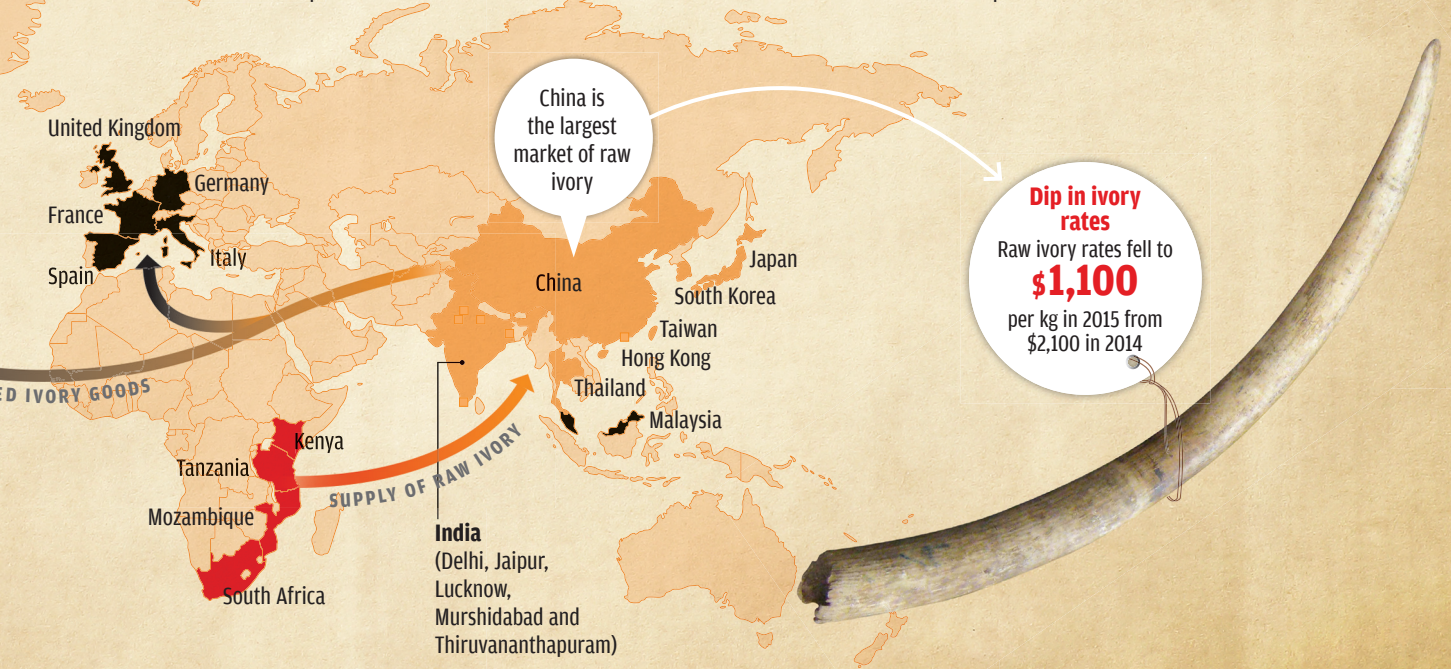 China is
the largest
market of raw
ivory
United Kingdom
Germany
France
Italy
Spain
Dip in ivory
rates
Raw ivory rates fell to
$1,100
per kg in 2015 from
$2,100 in 2014
China
Japan
South Korea
Taiwan
Hong Kong
Thailand
Malaysia
IVORY GOODS
Kenya
Tanzania
Mozambique
South Africa
SUPPLY OF RAW IVORY
India
(Delhi, Jaipur,
Lucknow,
Murshidabad and
Thiruvananthapuram)